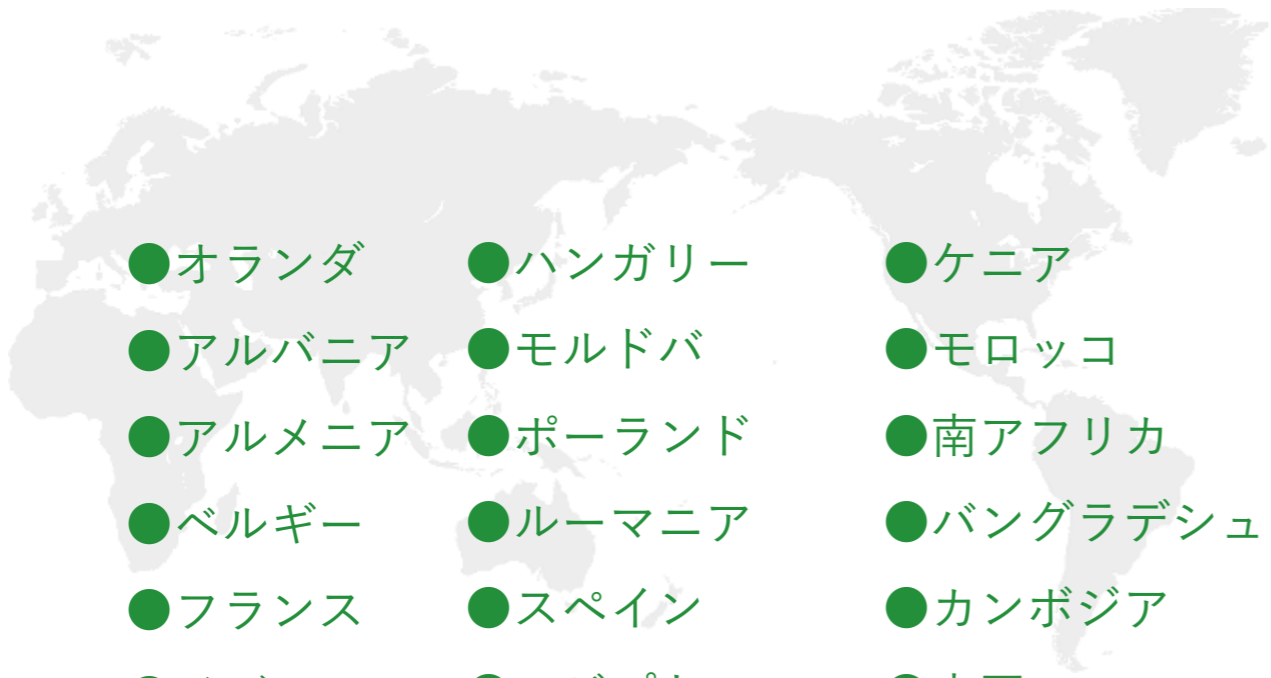 ●オランダ ●ハンガリー ●ケニア
●アルバニア ●モルドバ ●モロッコ
●アルメニア ●ポーランド ●南アフリカ
●ベルギー ●ルーマニア ●バングラデシュ
●フランス ●スペイン ●カンボジア